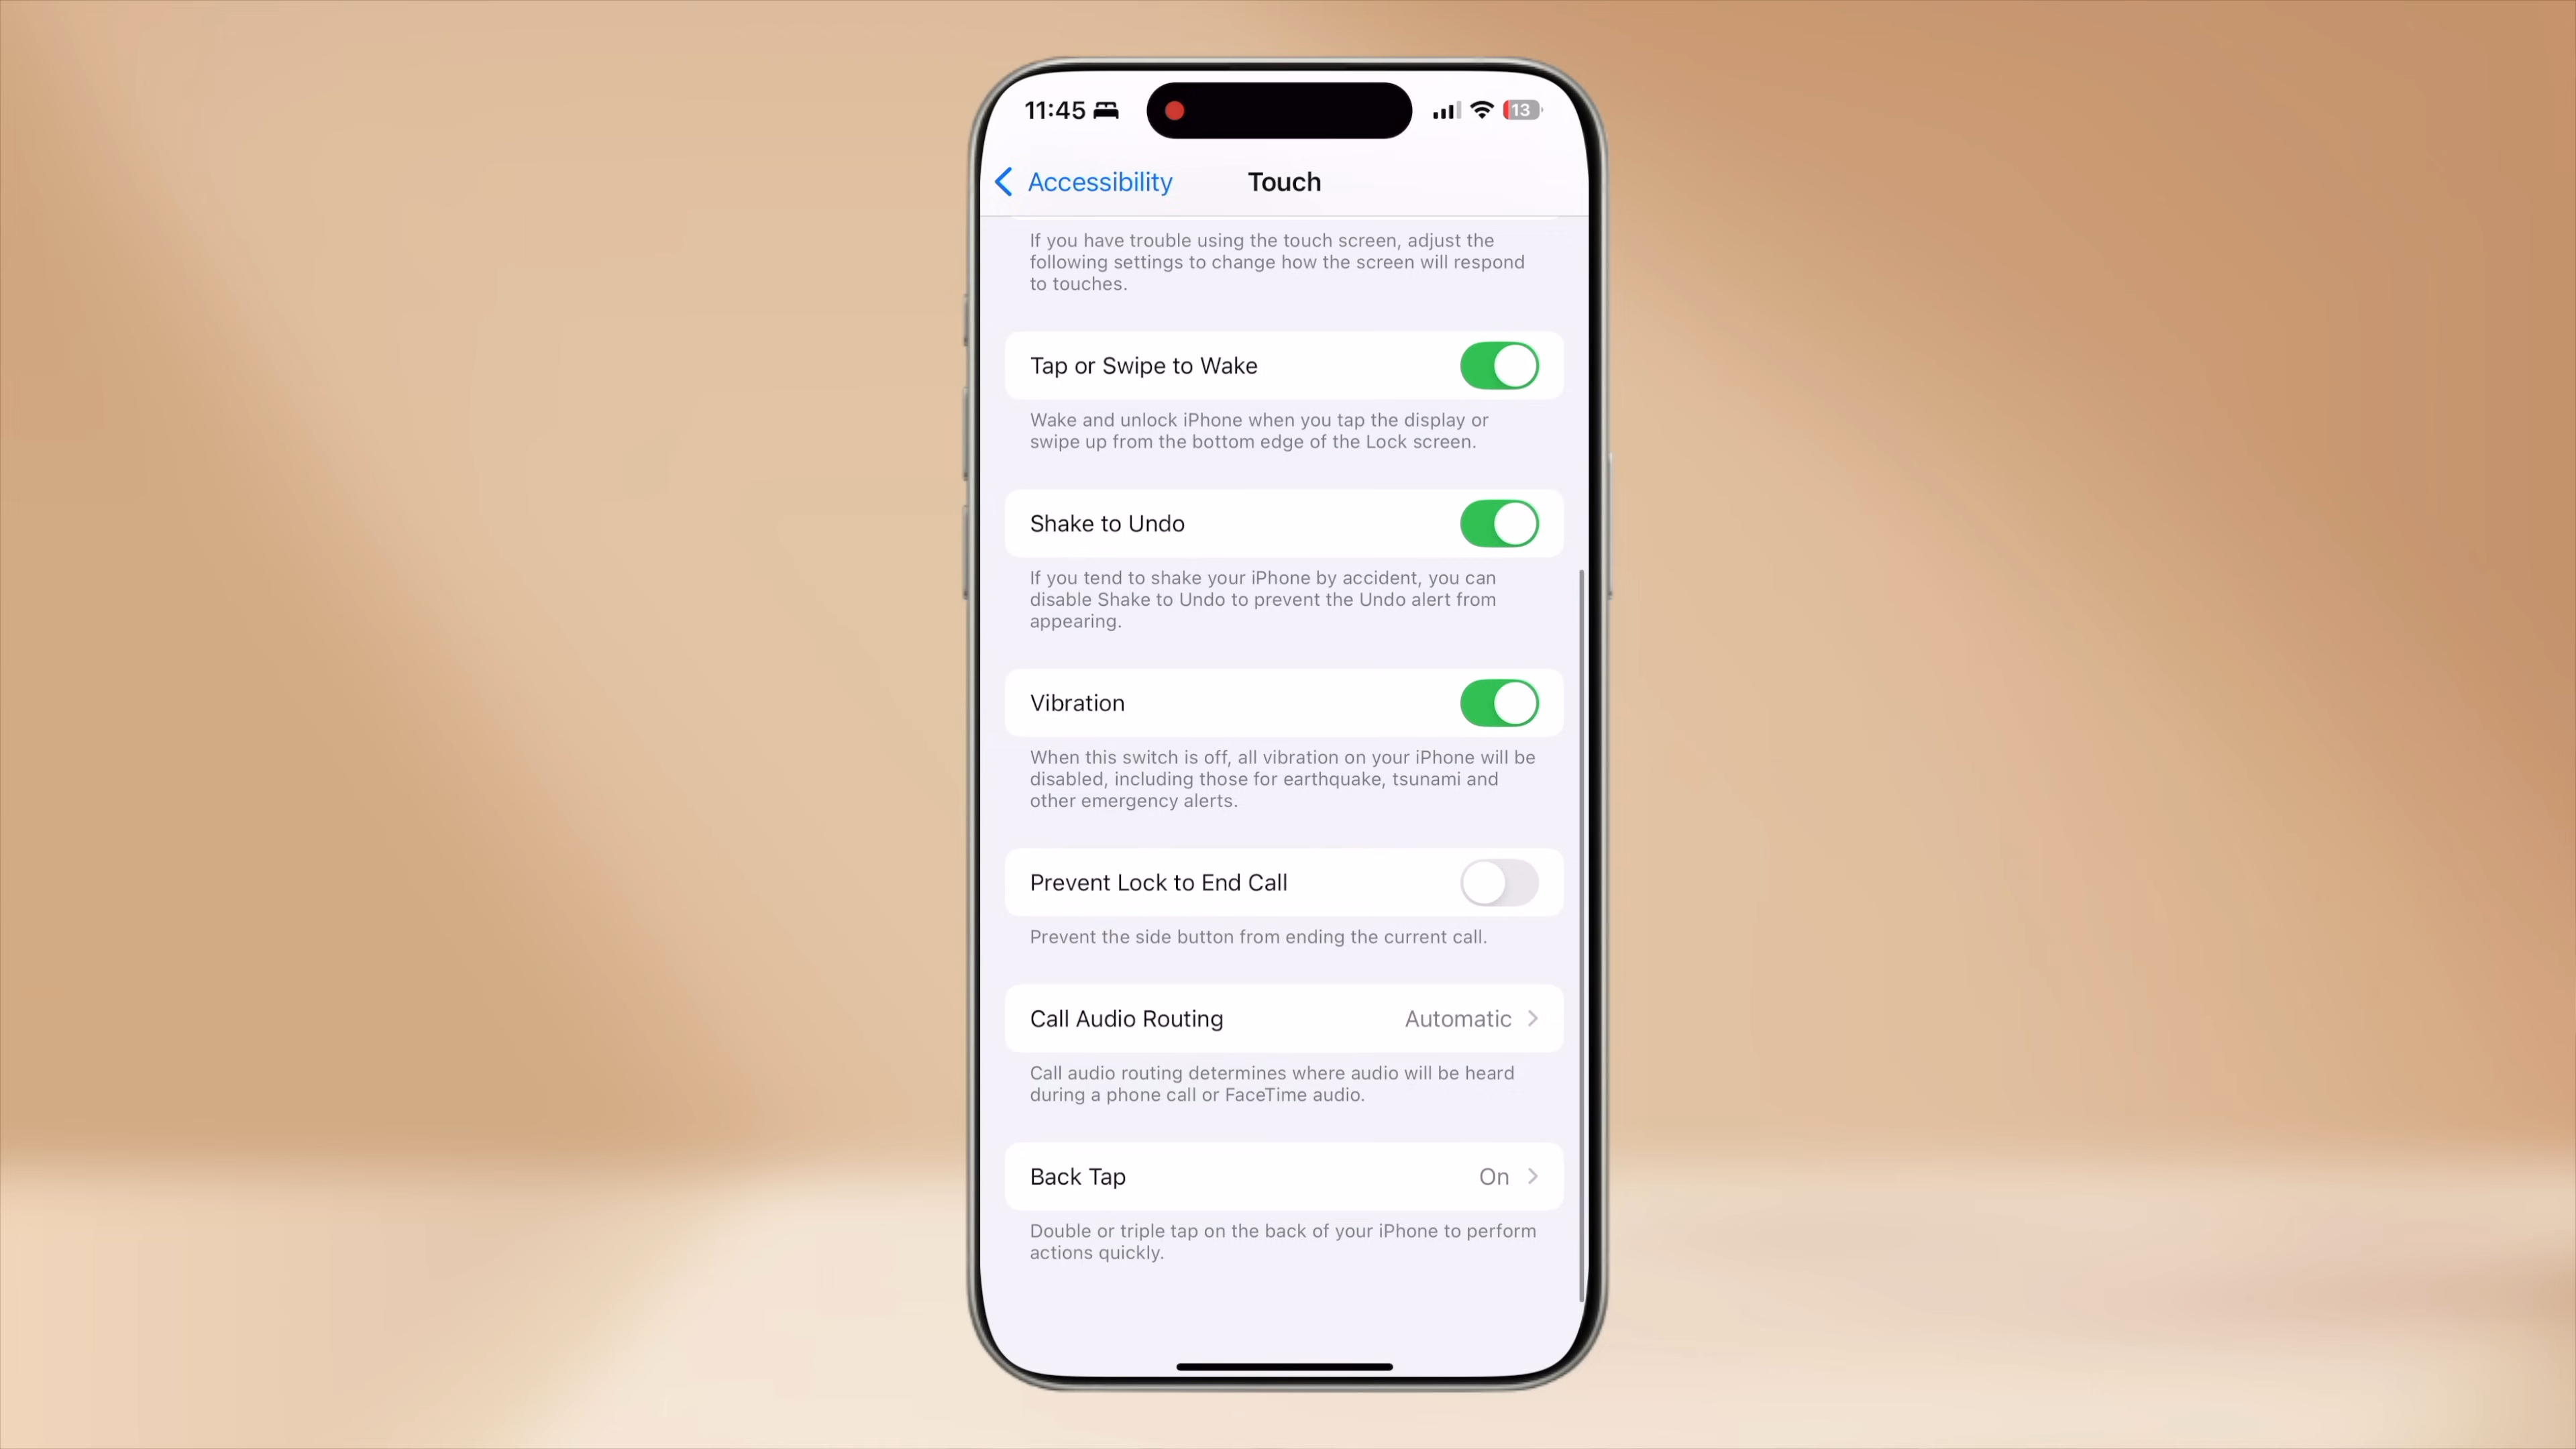 11:45
13
Accessibility
Touch
If you have trouble using the touch screen, adjust the
following settings to change how the screen will respond
to touches.
Tap or Swipe to Wake
Wake and unlock iPhone when you tap the display or
swipe up from the bottom edge of the Lock screen.
Shake to Undo
If you tend to shake your iPhone by accident, you can
disable Shake to Undo to prevent the Undo alert from
appearing.
Vibration
When this switch is off, all vibration on your iPhone will be
disabled, including those for earthquake, tsunami and
other emergency alerts.
Prevent Lock to End Call
Prevent the side button from ending the current call.
Call Audio Routing Automatic
Call audio routing determines where audio will be heard
during a phone call or FaceTime audio.
Back Tap On
Double or triple tap on the back of your iPhone to perform
actions quickly.